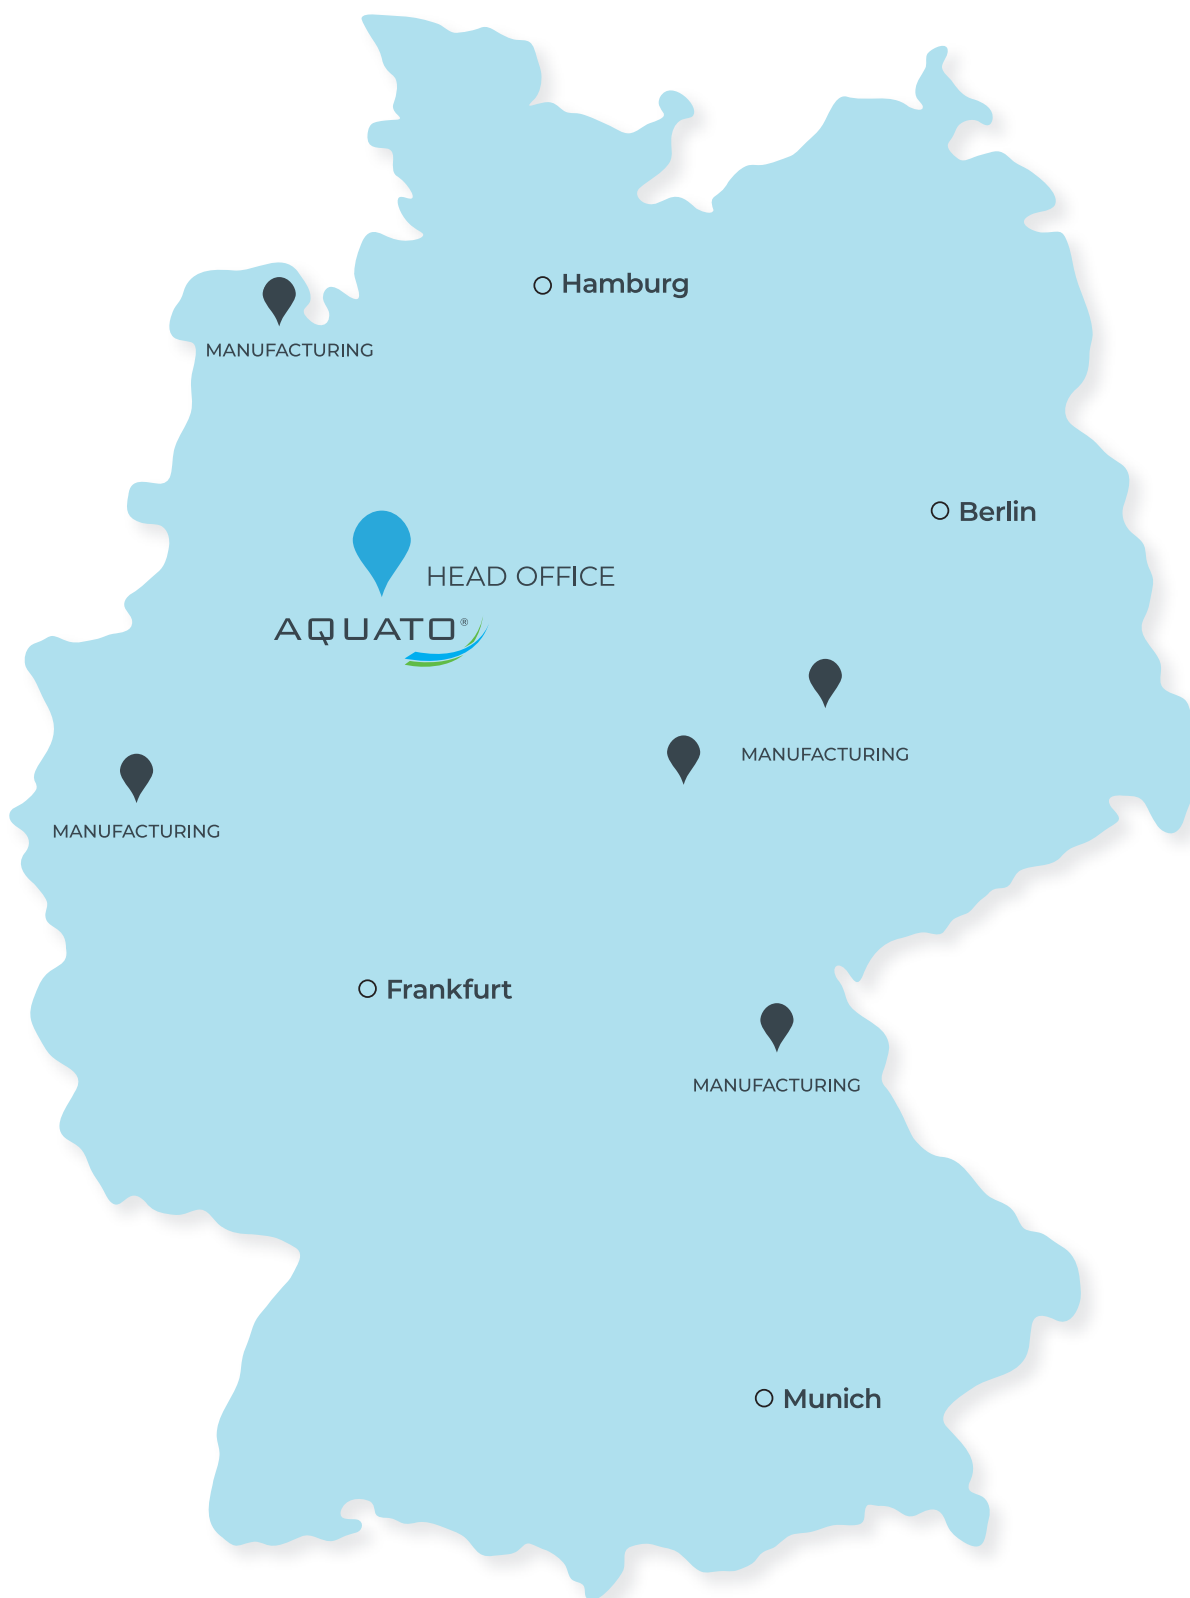 Hamburg
MANUFACTURING
Berlin
HEAD OFFICE
AQUATO®
MANUFACTURING
MANUFACTURING
Frankfurt
MANUFACTURING
Munich